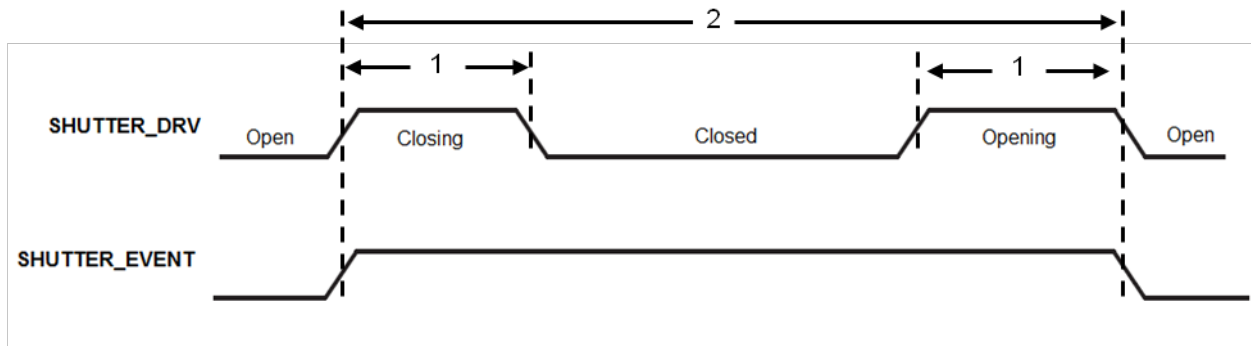 2
1
1
SHUTTER_DRV
Open
Closing
Closed
Opening
Open
SHUTTER_EVENT